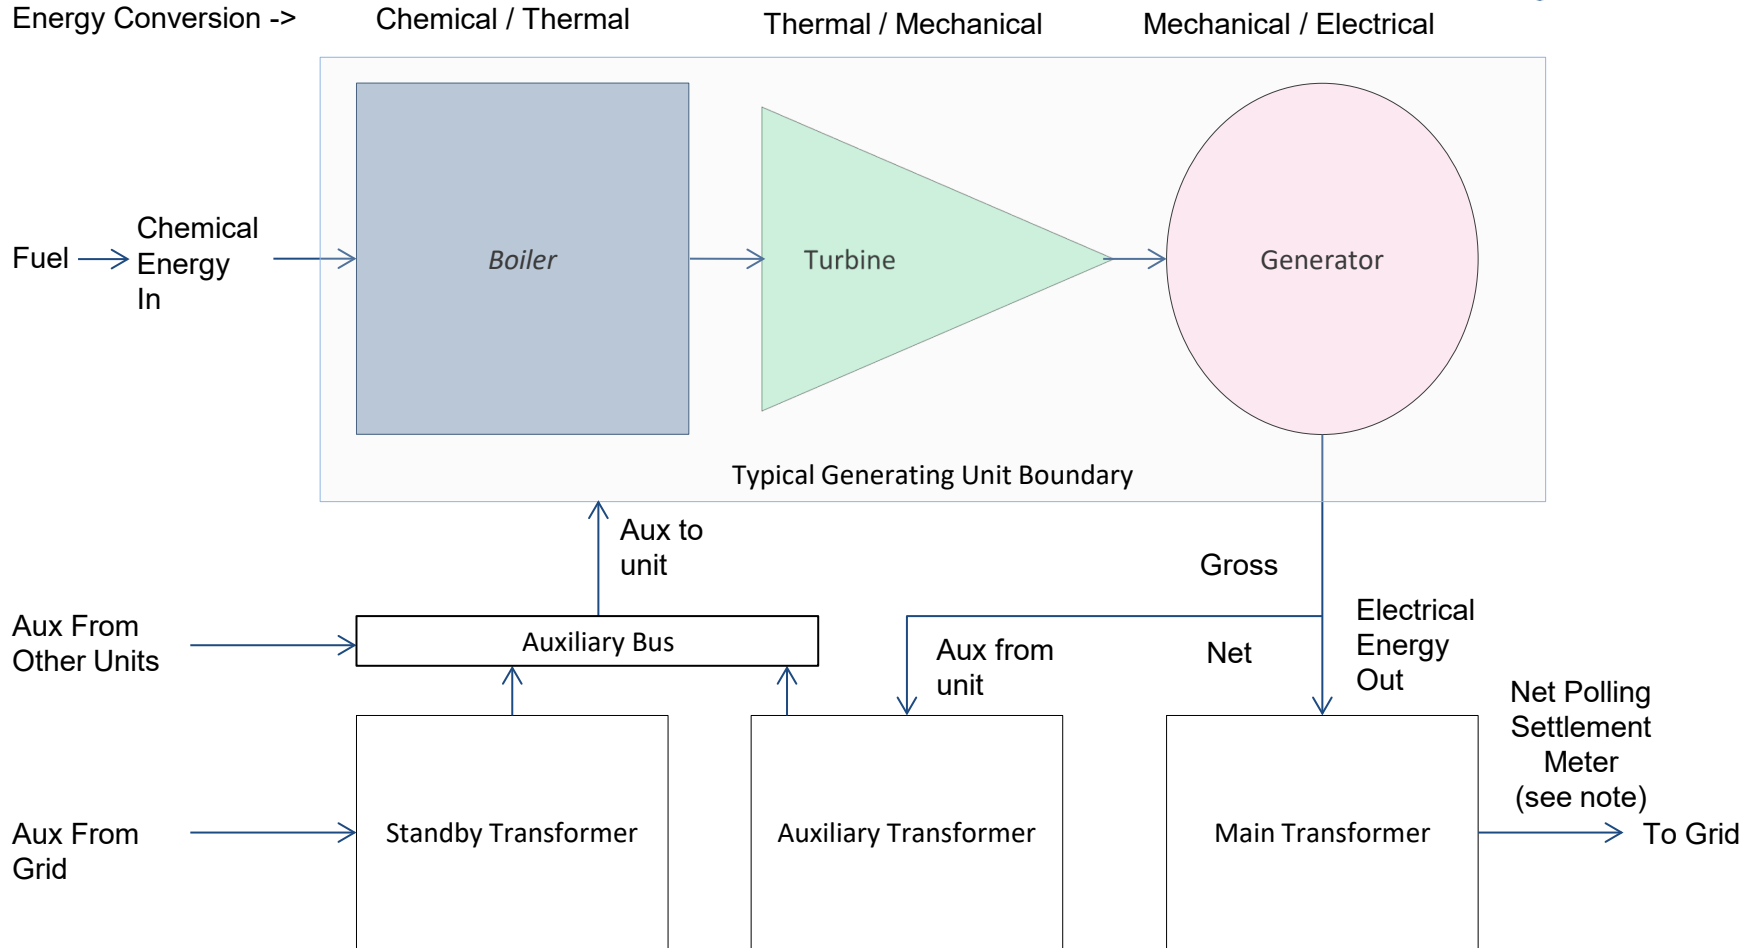 Energy Conversion ->
Chemical / Thermal
Thermal / Mechanical
Mechanical / Electrical
Fuel
Chemical
Energy
In
Boiler
Turbine
Generator
Typical Generating Unit Boundary
Aux to
unit
Gross
Aux From
Other Units
Auxiliary Bus
Aux from
unit
Net
Electrical
Energy
Out
Net Polling
Settlement
Meter
(see note)
Aux From
Grid
Standby Transformer
Auxiliary Transformer
Main Transformer
To Grid